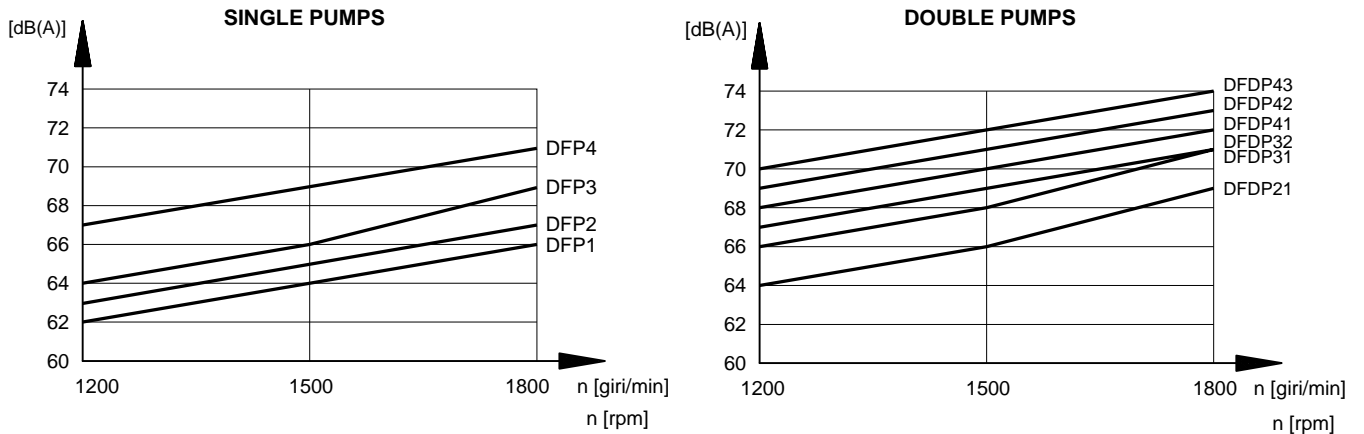 SINGLE PUMPS
[dB(A)]
74
72
70
68
66
64
62
60
DFP4
DFP3
DFP2
DFP1
1200
1500
1800
n [giri/min]
n [rpm]
DOUBLE PUMPS
[dB(A)]
74
72
70
68
66
64
62
60
DFDP43
DFDP42
DFDP41
DFDP32
DFDP31
DFDP21
1200
1500
1800
n [giri/min]
n [rpm]